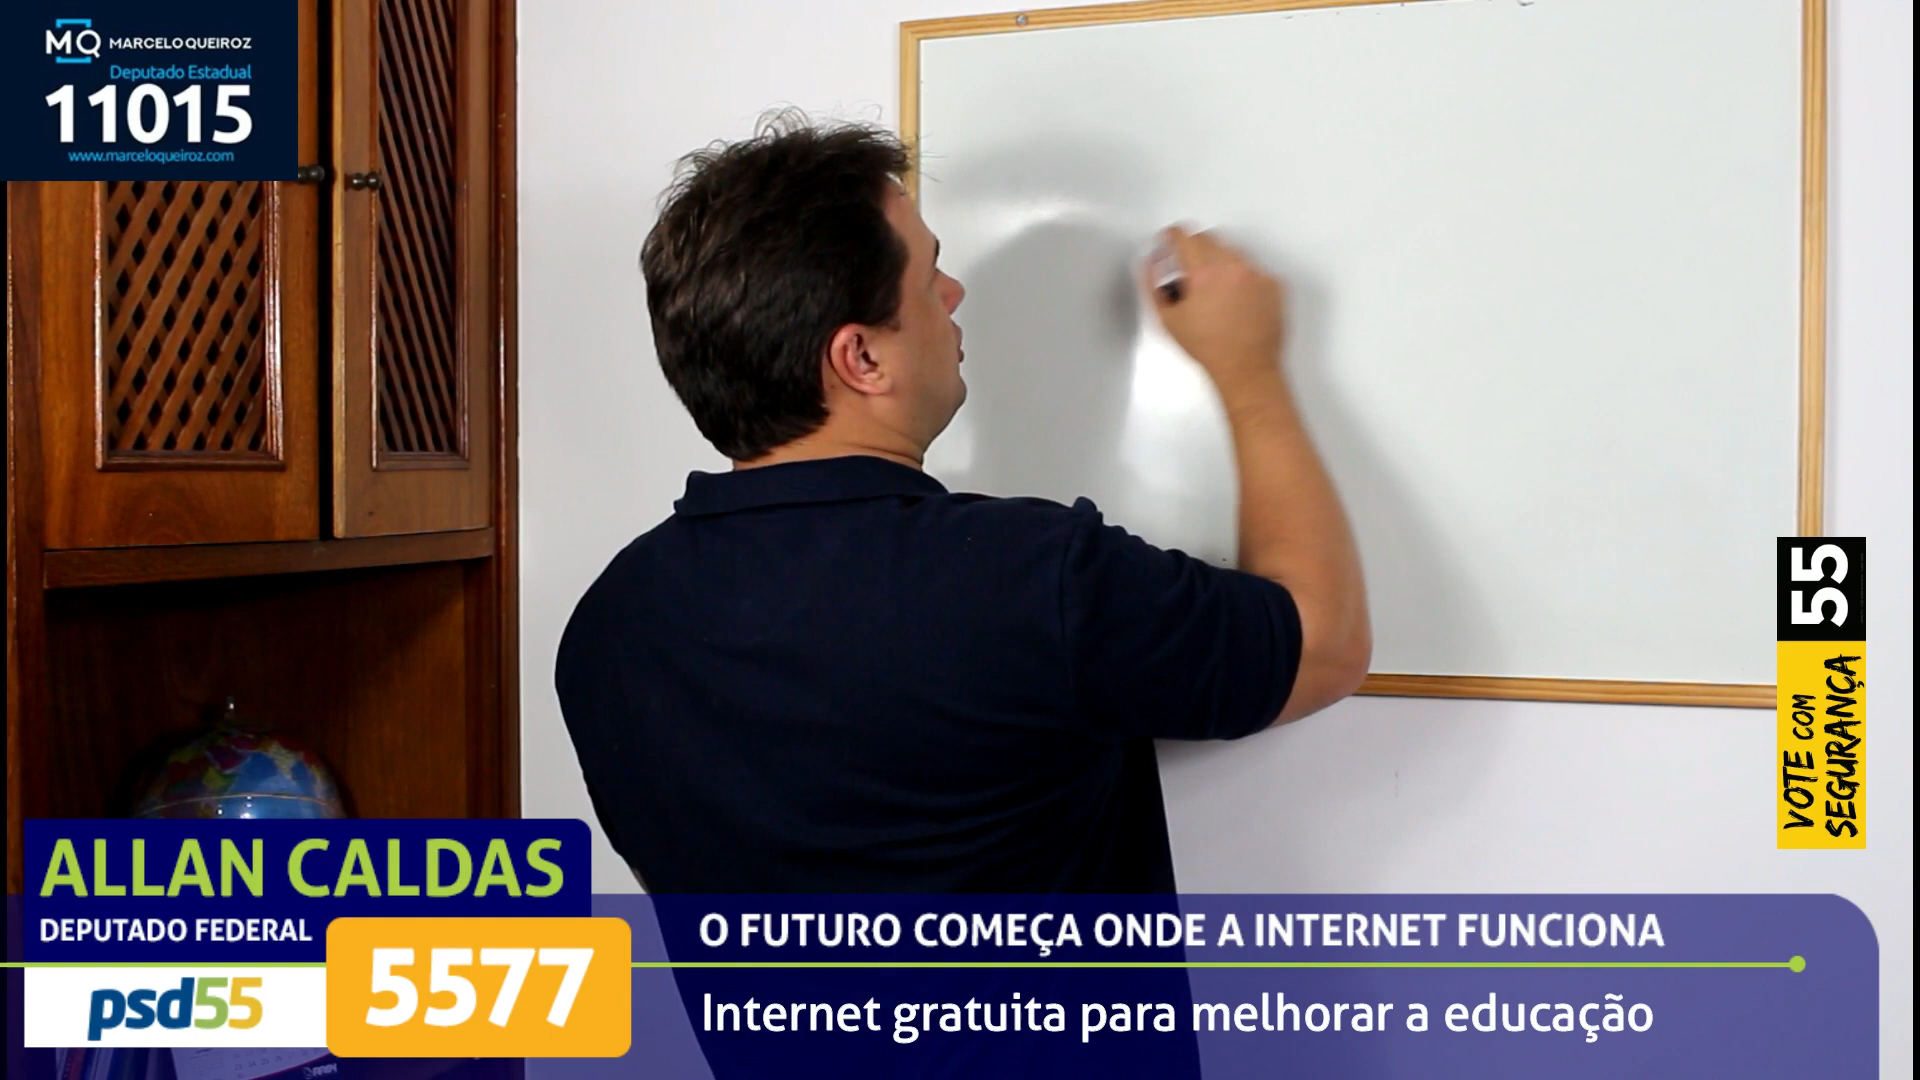 MQ MARCELO QUEIROZ
Deputado Estadual
11015
www.marceloqueiroz.com
55
VOTE COM
SEGURANÇA
ALLAN CALDAS
DEPUTADO FEDERAL
5577
psd55
O FUTURO COMEÇA ONDE A INTERNET FUNCIONA
Internet gratuita para melhorar a educação